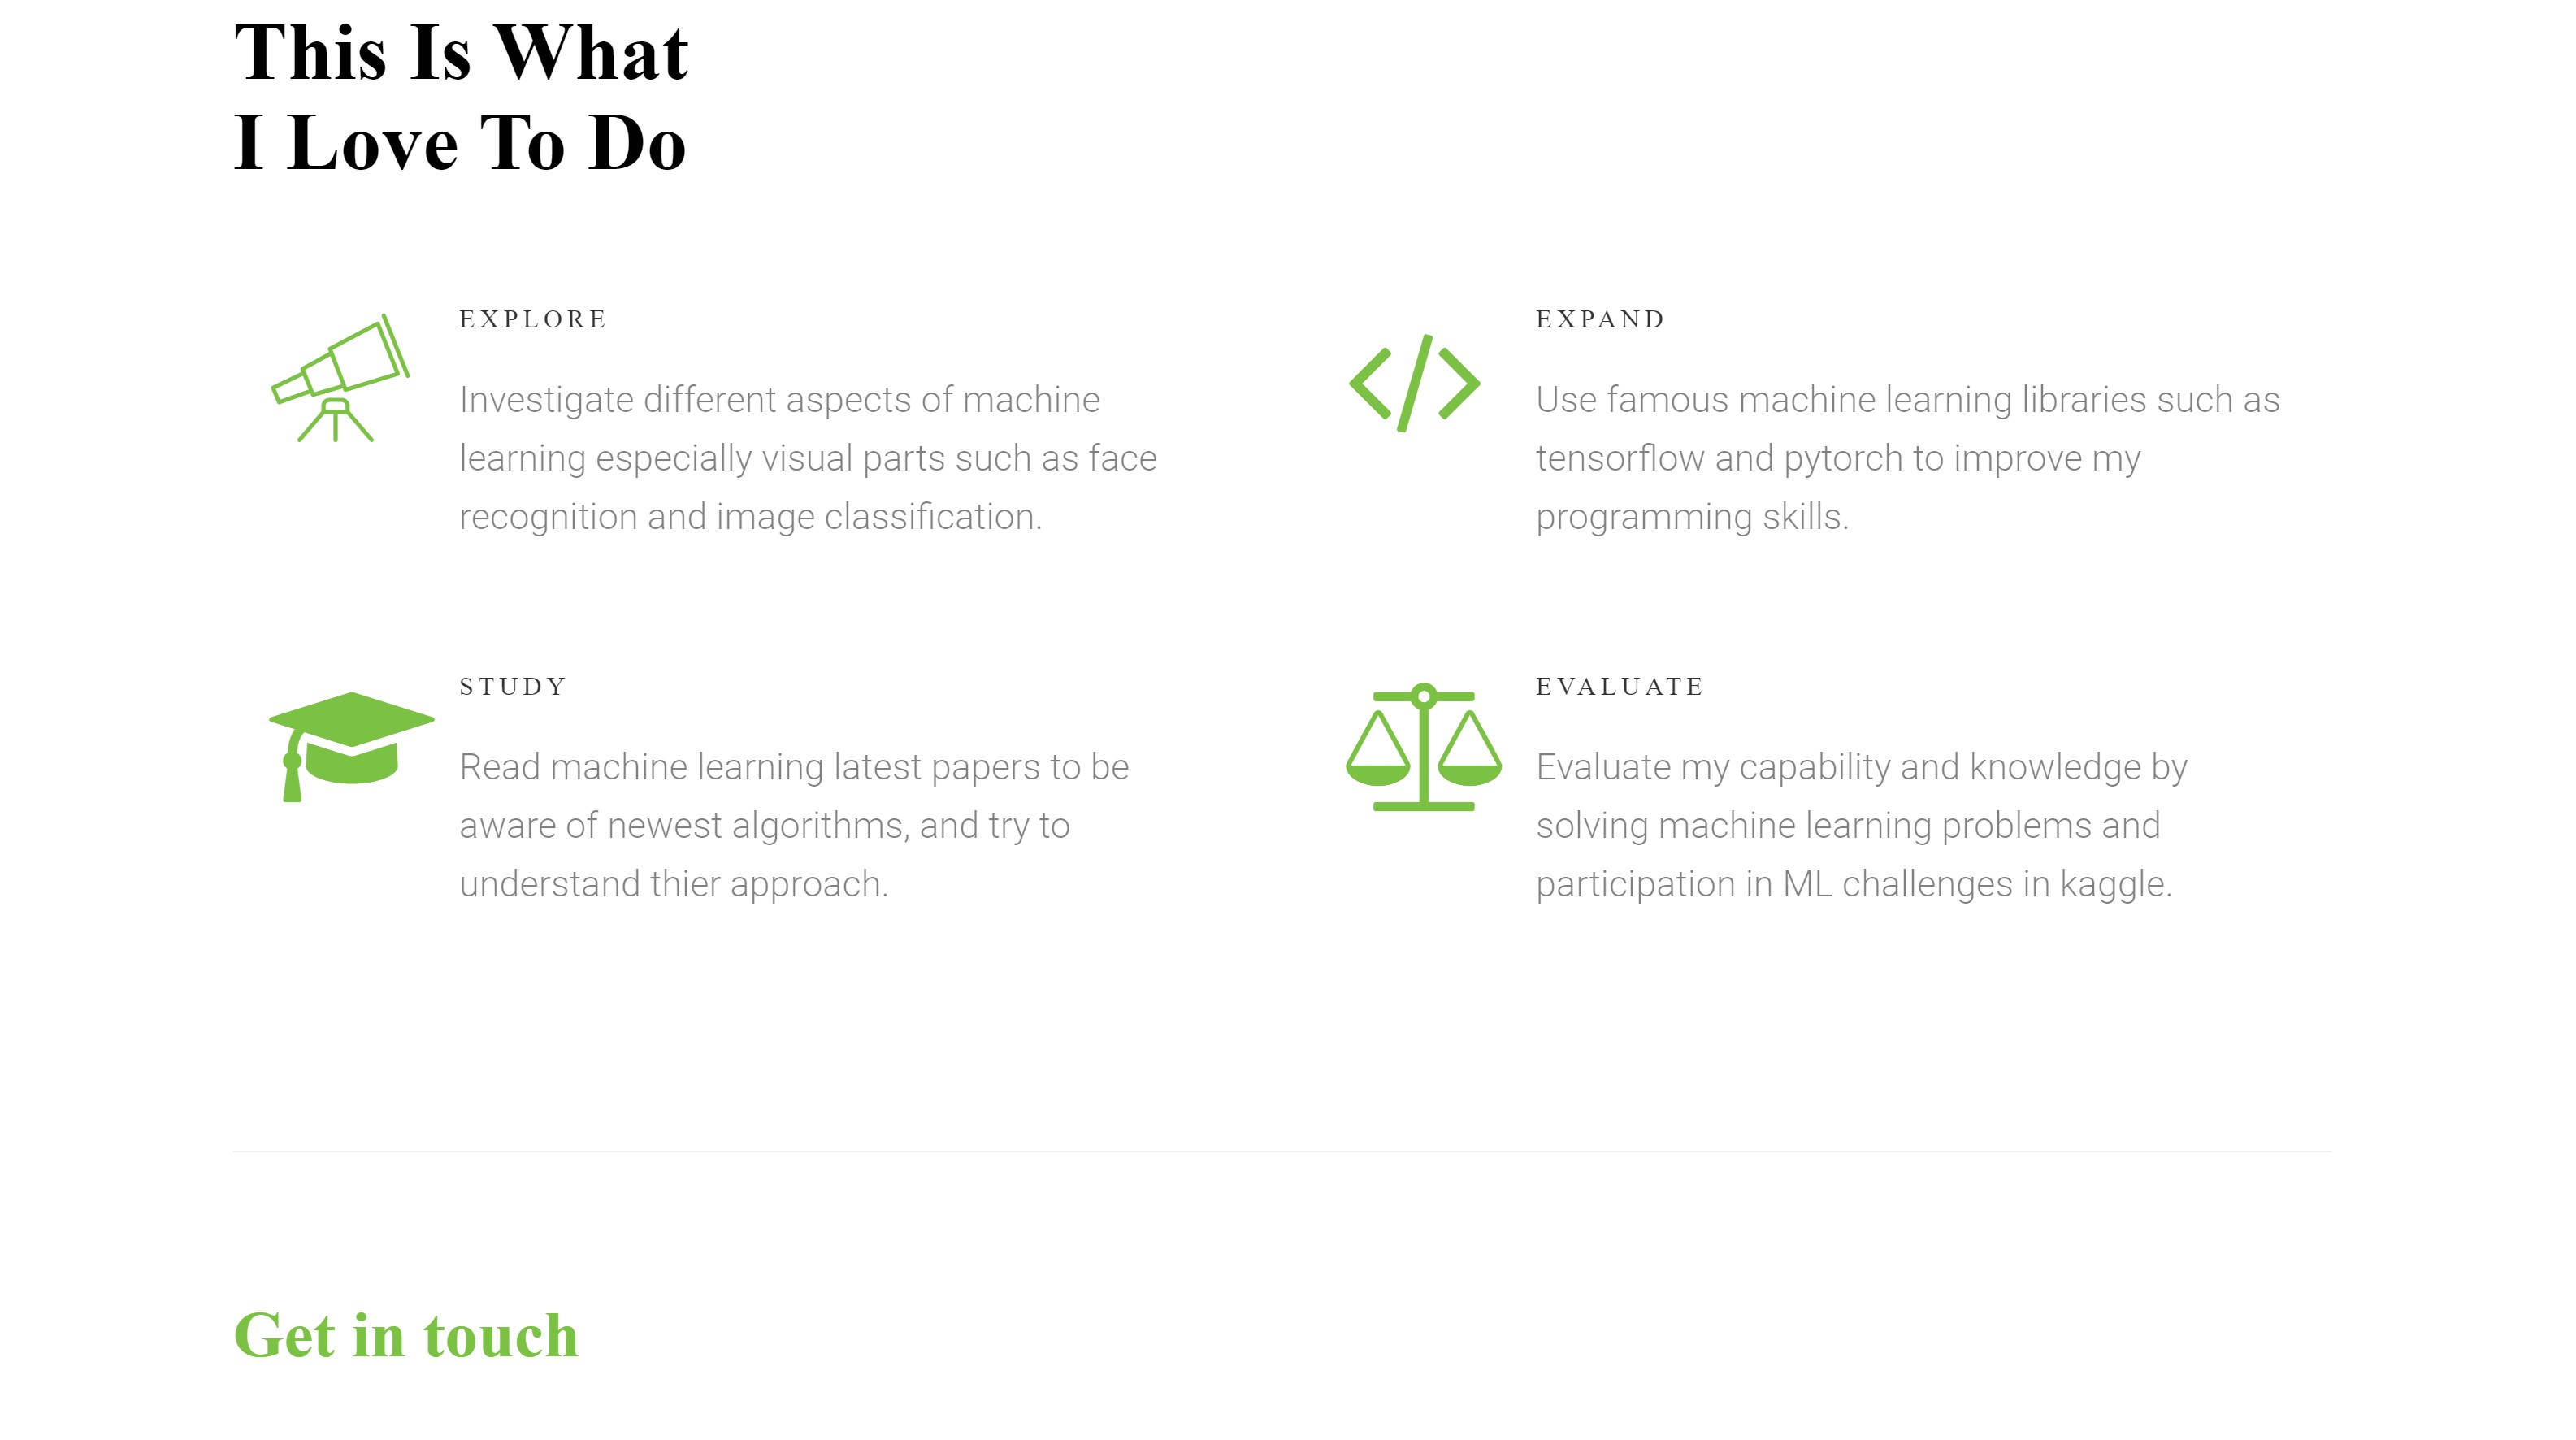 This Is What
I Love To Do
EXPLORE
Investigate different aspects of machine
learning especially visual parts such as face
recognition and image classification.
EXPAND
Use famous machine learning libraries such as
tensorflow and pytorch to improve my
programming skills.
STUDY
Read machine learning latest papers to be
aware of newest algorithms, and try to
understand thier approach.
EVALUATE
Evaluate my capability and knowledge by
solving machine learning problems and
participation in ML challenges in kaggle.
Get in touch